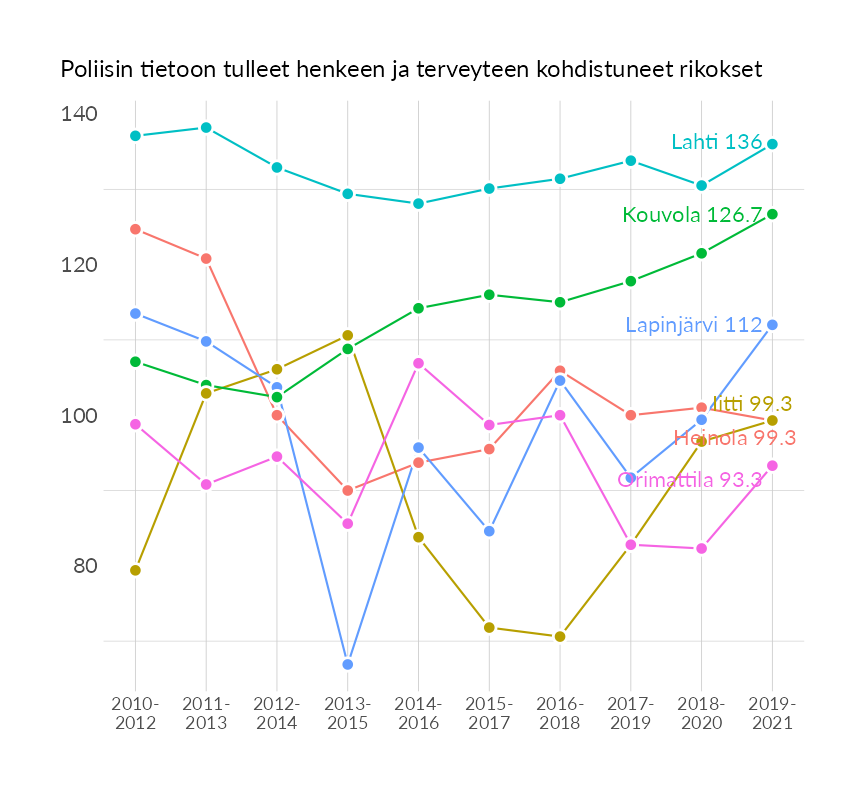 Poliisin tietoon tulleet henkeen ja terveyteen kohdistuneet rikokset
140
120
100
80
Lahti 136
Kouvola 126.7
Lapinjärvi 112
Iitti 99.3
Heinola 99.3
Orimattila 93.3
2010- 2011- 2012- 2013- 2014- 2015- 2016- 2017- 2018- 2019-
2012 2013 2014 2015 2016 2017 2018 2019 2020 2021